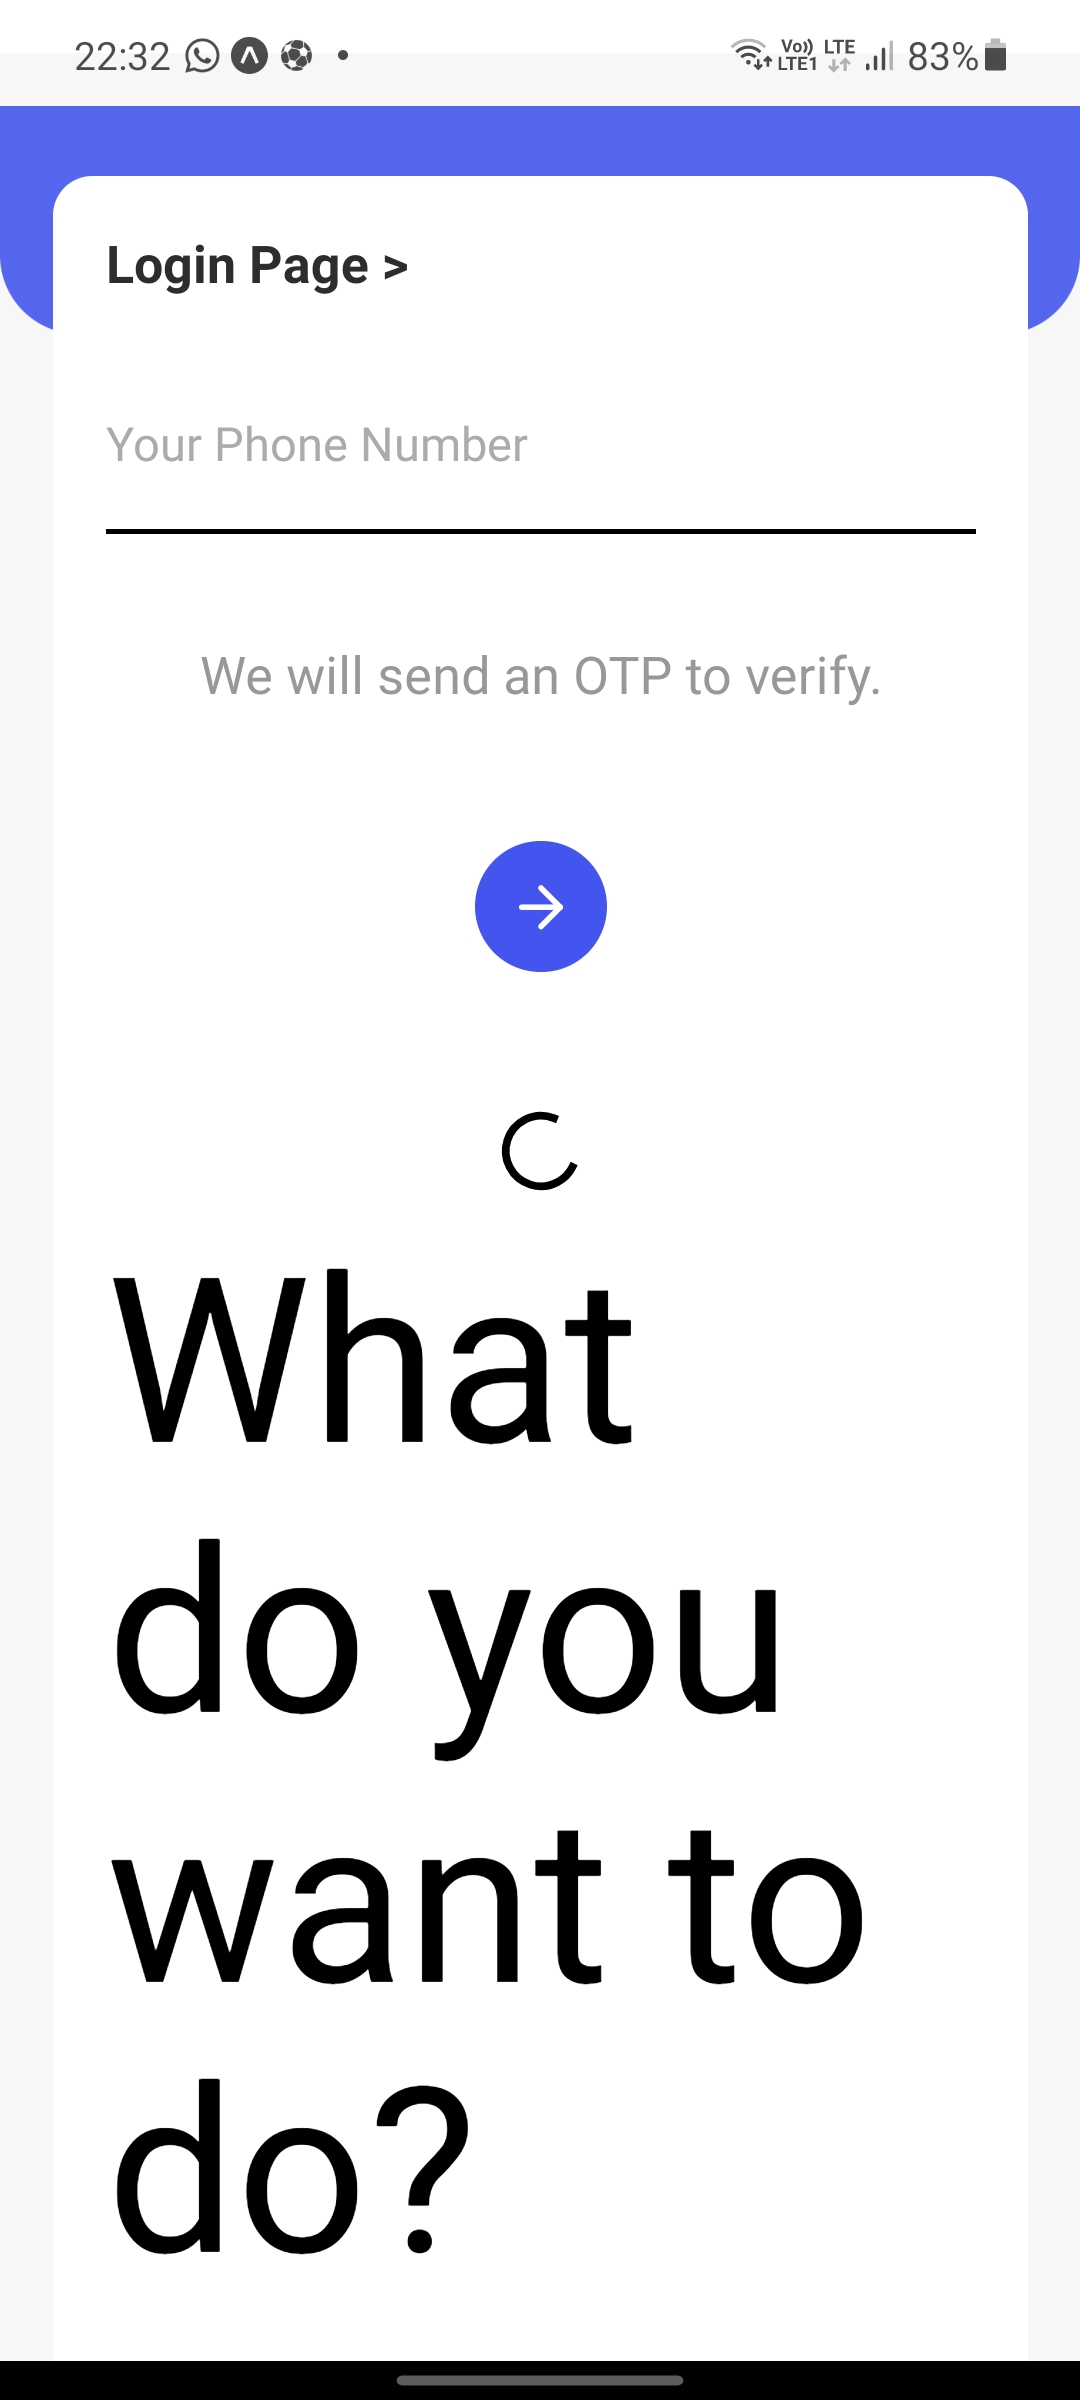 22:32 Vo)) LTE 83%
LTE1
Login Page >
Your Phone Number
We will send an OTP to verify.
What
do you
want to
do?